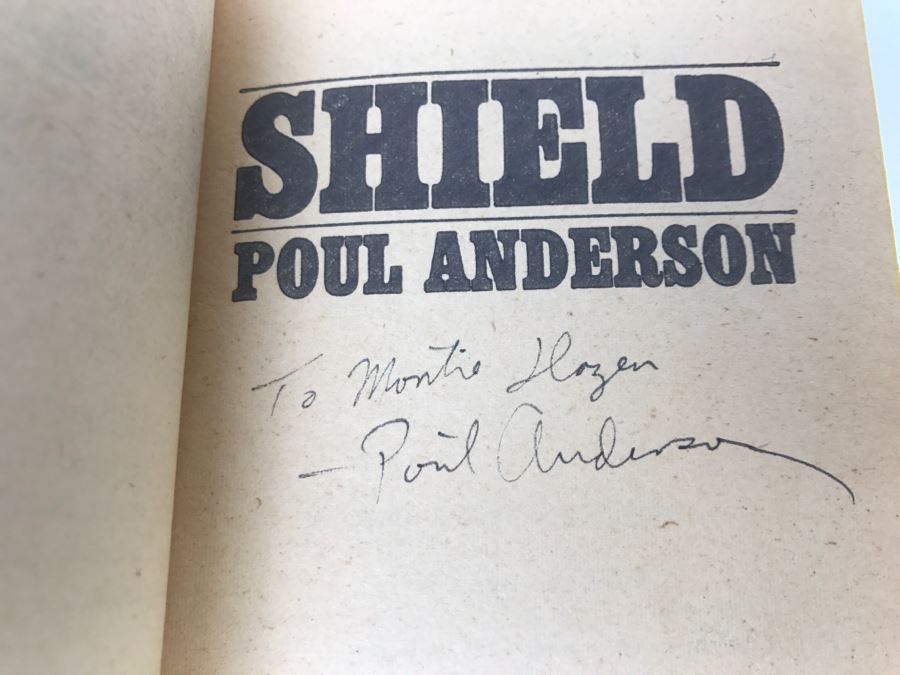 SHIELD
POUL ANDERSON
To Montie Hazen
- Poul Anderson